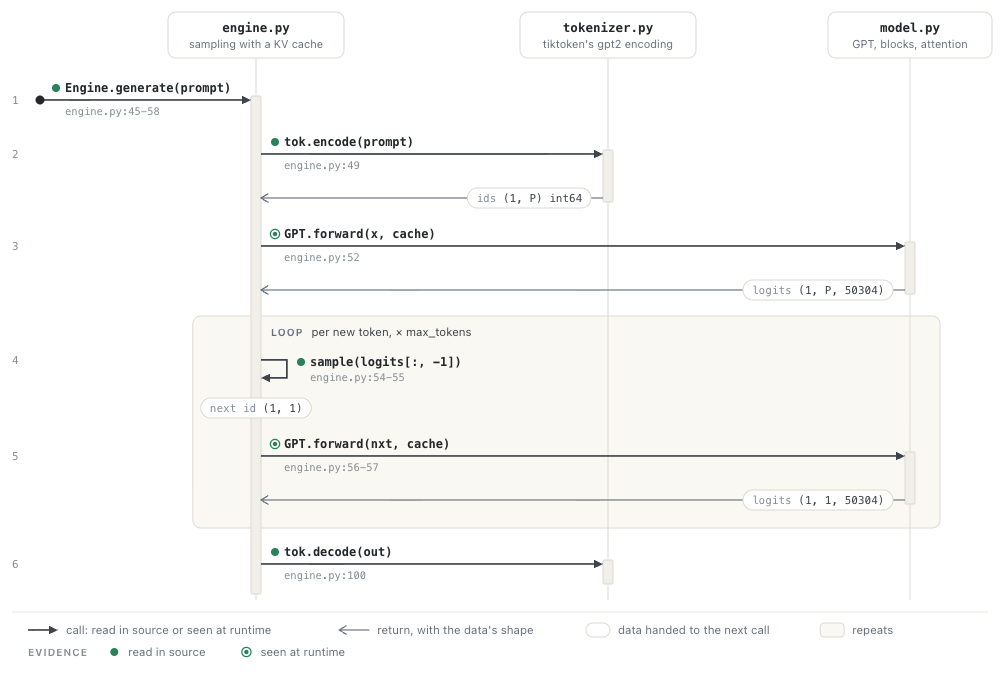 engine.py
sampling with a KV cache
tokenizer.py
tiktoken's gpt2 encoding
model.py
GPT, blocks, attention
1
Engine.generate(prompt)
engine.py:45–58
2
tok.encode(prompt)
engine.py:49
ids (1, P) int64
3
GPT.forward(x, cache)
engine.py:52
logits (1, P, 50304)
LOOP per new token, × max_tokens
4
sample(logits[:, −1])
engine.py:54–55
next id (1, 1)
5
GPT.forward(nxt, cache)
engine.py:56–57
logits (1, 1, 50304)
6
tok.decode(out)
engine.py:100
call: read in source or seen at runtime
return, with the data's shape
data handed to the next call
repeats
EVIDENCE read in source seen at runtime